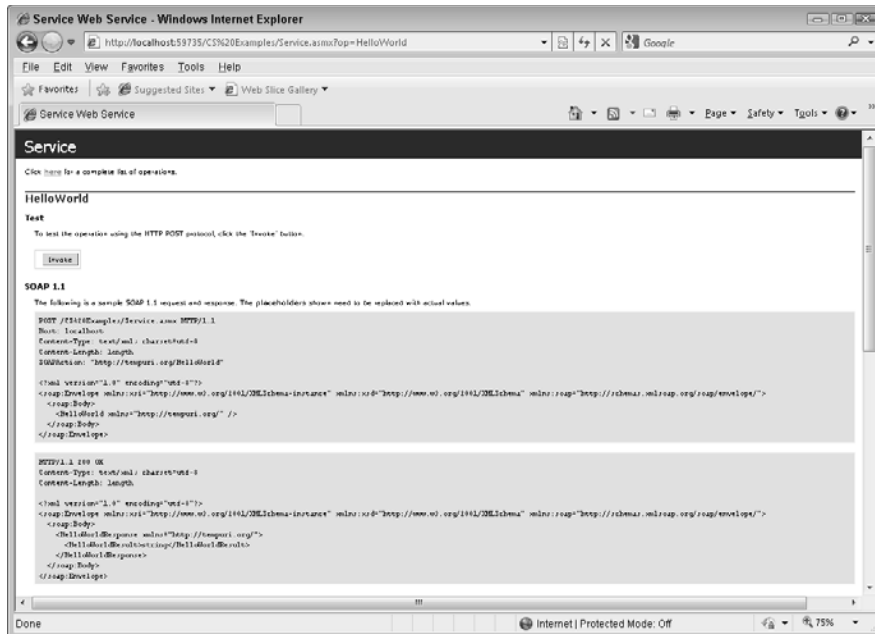 Service Web Service - Windows Internet Explorer
http://localhost:59735/CS%20Examples/Service.asmx?op=HelloWorld
Google
File Edit View Favorites Tools Help
Favorites Suggested Sites Web Slice Gallery
Service Web Service
Page Safety Tools
Service
Click here for a complete list of operations.
HelloWorld
Test
To test the operation using the HTTP POST protocol, click the 'Invoke' button.
Invoke
SOAP 1.1
The following is a sample SOAP 1.1 request and response. The placeholders shown need to be replaced with actual values.
POST /CS%20Examples/Service.asmx HTTP/1.1
Host: localhost
Content-Type: text/xml; charset=utf-8
Content-Length: length
SOAPAction: "http://tempuri.org/HelloWorld"
<?xml version="1.0" encoding="utf-8"?>
<soap:Envelope xmlns:xsi="http://www.w3.org/2001/XMLSchema-instance" xmlns:xsd="http://www.w3.org/2001/XMLSchema" xmlns:soap="http://schemas.xmlsoap.org/soap/envelope/">
<soap:Body>
<HelloWorld xmlns="http://tempuri.org/" />
</soap:Body>
</soap:Envelope>
HTTP/1.1 200 OK
Content-Type: text/xml; charset=utf-8
Content-Length: length
<?xml version="1.0" encoding="utf-8"?>
<soap:Envelope xmlns:xsi="http://www.w3.org/2001/XMLSchema-instance" xmlns:xsd="http://www.w3.org/2001/XMLSchema" xmlns:soap="http://schemas.xmlsoap.org/soap/envelope/">
<soap:Body>
<HelloWorldResponse xmlns="http://tempuri.org/">
<HelloWorldResult>string</HelloWorldResult>
</HelloWorldResponse>
</soap:Body>
</soap:Envelope>
Done
Internet | Protected Mode: Off
75%